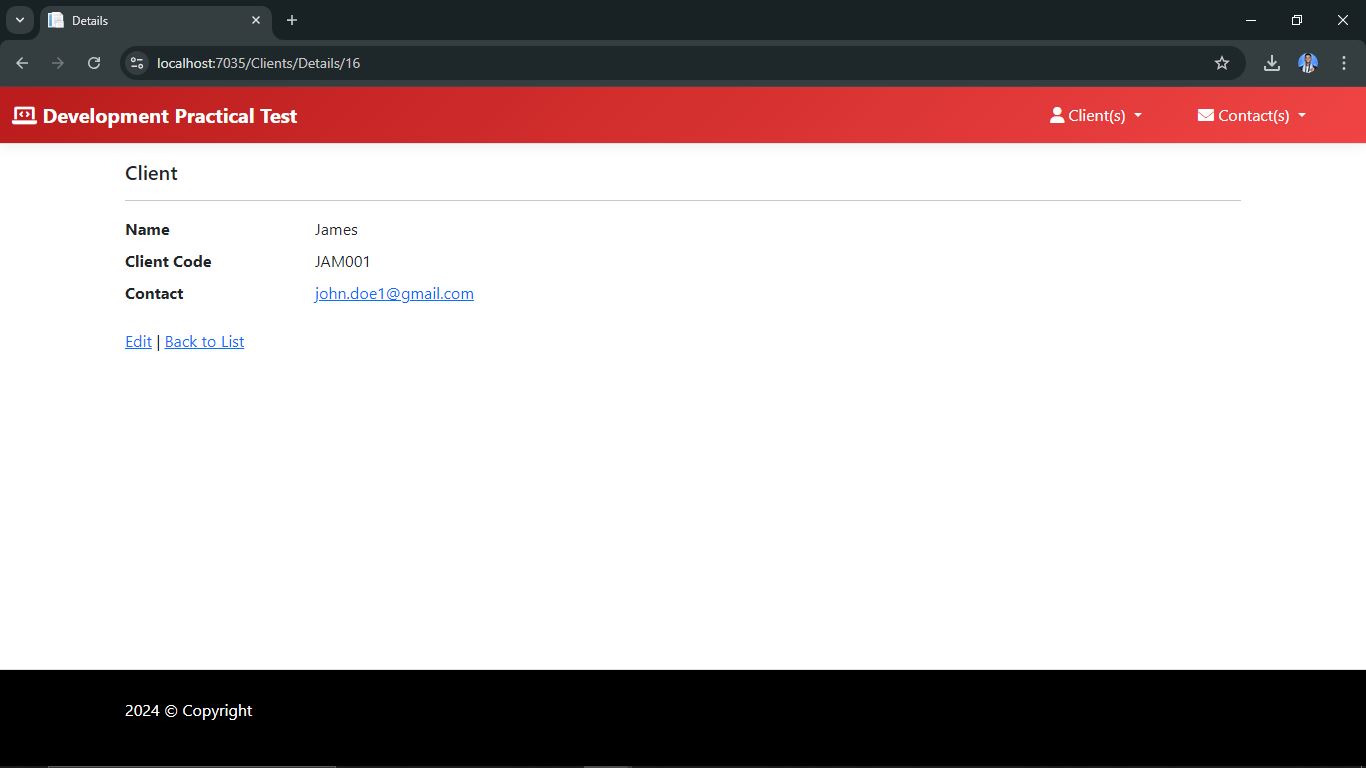 Details
localhost:7035/Clients/Details/16
Development Practical Test Client(s) Contact(s)
Client
Name James
Client Code JAM001
Contact john.doe1@gmail.com
Edit | Back to List
2024 © Copyright